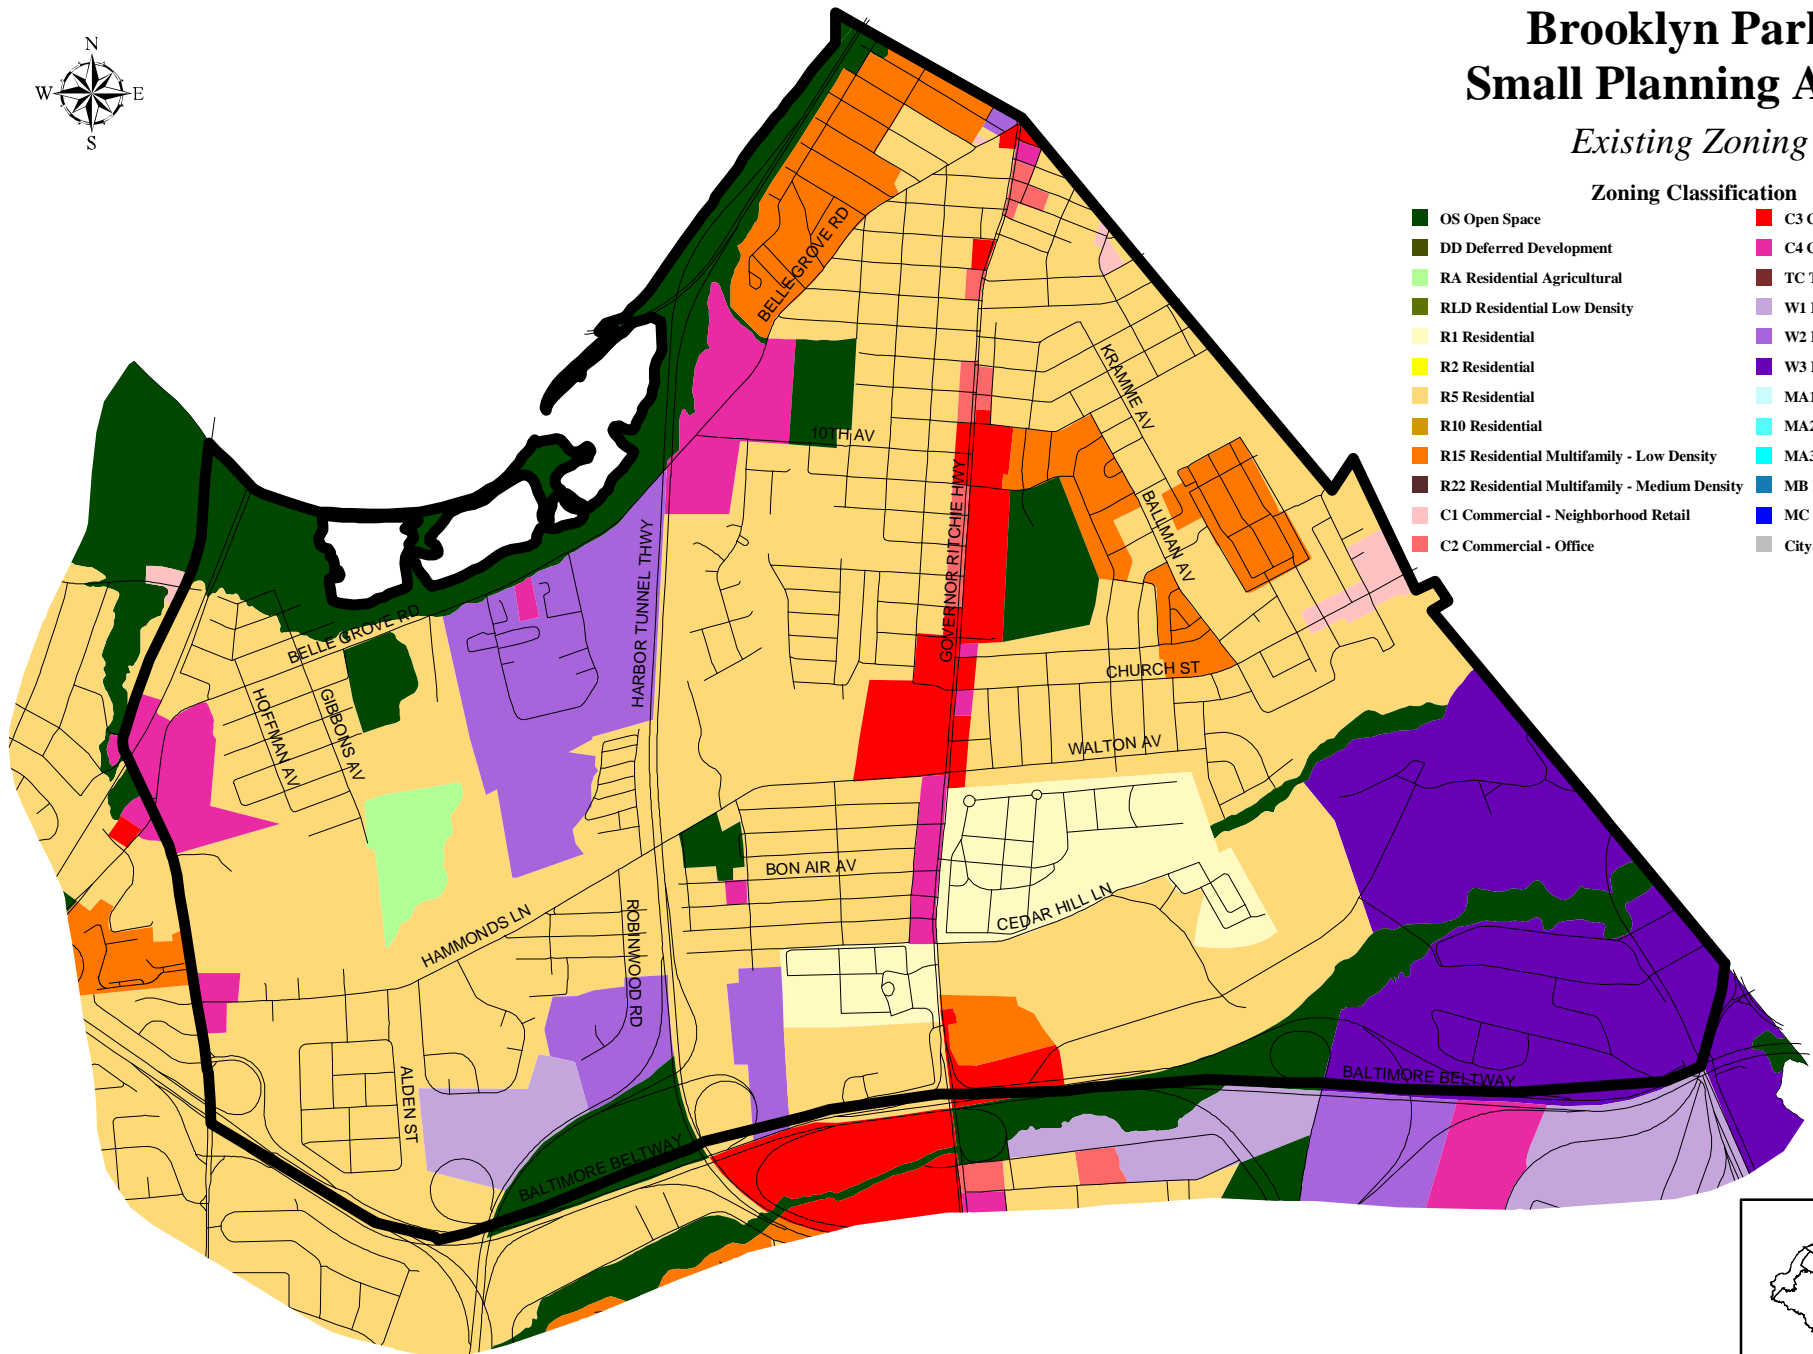 Brooklyn Park
Small Planning A
Existing Zoning
Zoning Classification
OS Open Space
DD Deferred Development
RA Residential Agricultural
RLD Residential Low Density
R1 Residential
R2 Residential
R5 Residential
R10 Residential
R15 Residential Multifamily - Low Density
R22 Residential Multifamily - Medium Density
C1 Commercial - Neighborhood Retail
C2 Commercial - Office
C3 C
C4 C
TC T
W1 I
W2 I
W3 I
MA1
MA2
MA3
MB
MC
City
N
W E
S
BELLE GROVE RD
KRAMME AV
10TH AV
GOVERNOR RITCHIE HWY
BALLMAN AV
HARBOR TUNNEL THWY
BELLE GROVE RD
HOFFMAN AV
GIBBONS AV
CHURCH ST
WALTON AV
BON AIR AV
CEDAR HILL LN
HAMMONDS LN
ROBINWOOD RD
ALDEN ST
BALTIMORE BELTWAY
BALTIMORE BELTWAY